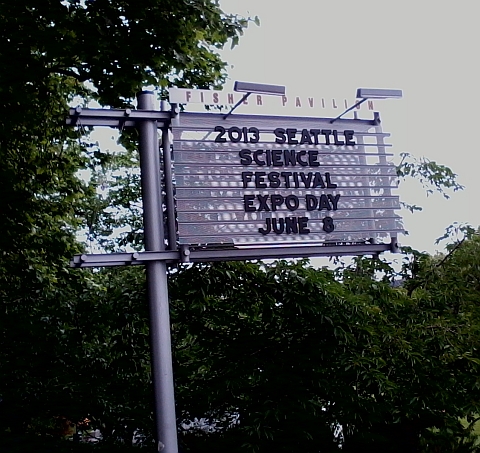 FISHER PAVILION
2013 SEATTLE
SCIENCE
FESTIVAL
EXPO DAY
JUNE 8